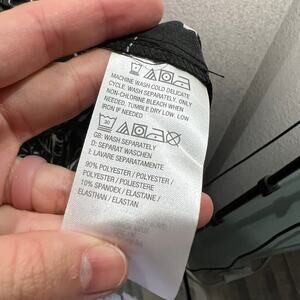 MACHINE WASH COLD DELICATE
CYCLE. WASH SEPARATELY. ONLY
NON-CHLORINE BLEACH WHEN
NEEDED. TUMBLE DRY LOW. LOW
IRON IF NEEDED
30
GB: WASH SEPARATELY
D: SEPARAT WASCHEN
I: LAVARE SEPARATAMENTE
90% POLYESTER / POLYESTER /
POLYESTER / POLIESTERE
10% SPANDEX / ELASTANE /
ELASTHAN / ELASTAN